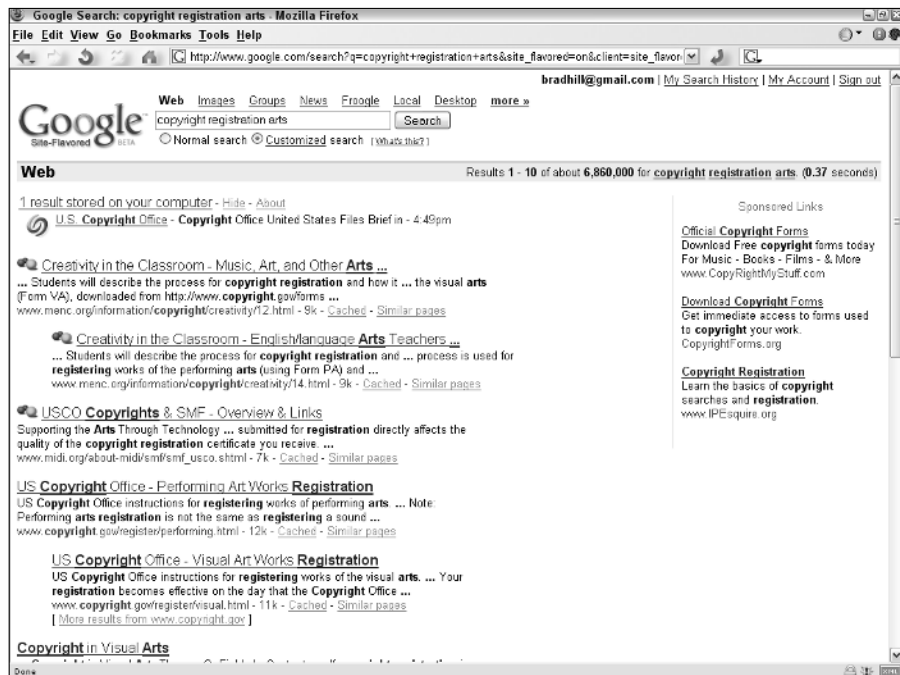 Google Search: copyright registration arts - Mozilla Firefox
File Edit View Go Bookmarks Tools Help
http://www.google.com/search?q=copyright+registration+arts&site_flavored=on&client=site_flavor
bradhill@gmail.com | My Search History | My Account | Sign out
Web Images Groups News Froogle Local Desktop more »
Google
Site-Flavored BETA
copyright registration arts Search
Normal search Customized search [What's this?]
Web Results 1 - 10 of about 6,860,000 for copyright registration arts. (0.37 seconds)
1 result stored on your computer - Hide - About
U.S. Copyright Office - Copyright Office United States Files Brief in - 4:49pm
Creativity in the Classroom - Music, Art, and Other Arts ...
... Students will describe the process for copyright registration and how it ... the visual arts
(Form VA), downloaded from http://www.copyright.gov/forms ...
www.menc.org/information/copyright/creativity/12.html - 9k - Cached - Similar pages
Creativity in the Classroom - English/language Arts Teachers ...
... Students will describe the process for copyright registration and ... process is used for
registering works of the performing arts (using Form PA) and ...
www.menc.org/information/copyright/creativity/14.html - 9k - Cached - Similar pages
USCO Copyrights & SMF - Overview & Links
Supporting the Arts Through Technology ... submitted for registration directly affects the
quality of the copyright registration certificate you receive. ...
www.midi.org/about-midi/smf/smf_usco.shtml - 7k - Cached - Similar pages
US Copyright Office - Performing Art Works Registration
US Copyright Office instructions for registering works of performing arts. ... Note:
Performing arts registration is not the same as registering a sound ...
www.copyright.gov/register/performing.html - 12k - Cached - Similar pages
US Copyright Office - Visual Art Works Registration
US Copyright Office instructions for registering works of the visual arts. ... Your
registration becomes effective on the day that the Copyright Office ...
www.copyright.gov/register/visual.html - 11k - Cached - Similar pages
[ More results from www.copyright.gov ]
Copyright in Visual Arts
Sponsored Links
Official Copyright Forms
Download Free copyright forms today
For Music - Books - Films - & More
www.CopyRightMyStuff.com
Download Copyright Forms
Get immediate access to forms used
to copyright your work.
CopyrightForms.org
Copyright Registration
Learn the basics of copyright
searches and registration.
www.IPEsquire.org
Done